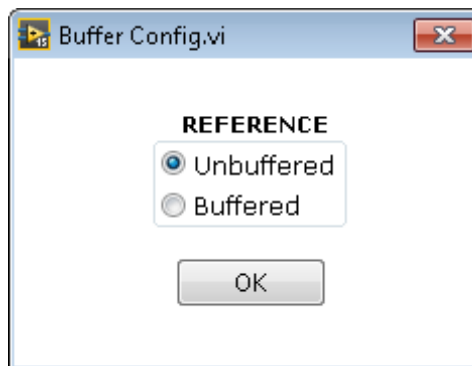 Buffer Config.vi
REFERENCE
Unbuffered
Buffered
OK